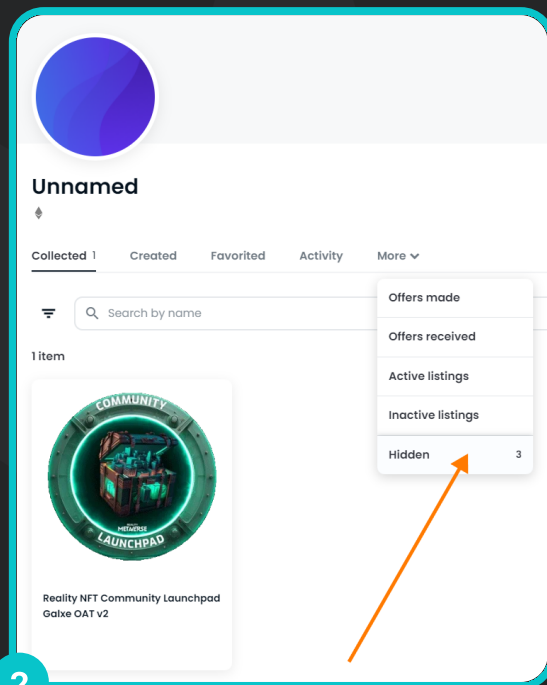 Unnamed
Collected 1 Created Favorited Activity More
Search by name
1 item
Offers made
Offers received
Active listings
Inactive listings
Hidden 3
COMMUNITY
METAVERSE
LAUNCHPAD
Reality NFT Community Launchpad
Galxe OAT v2
2